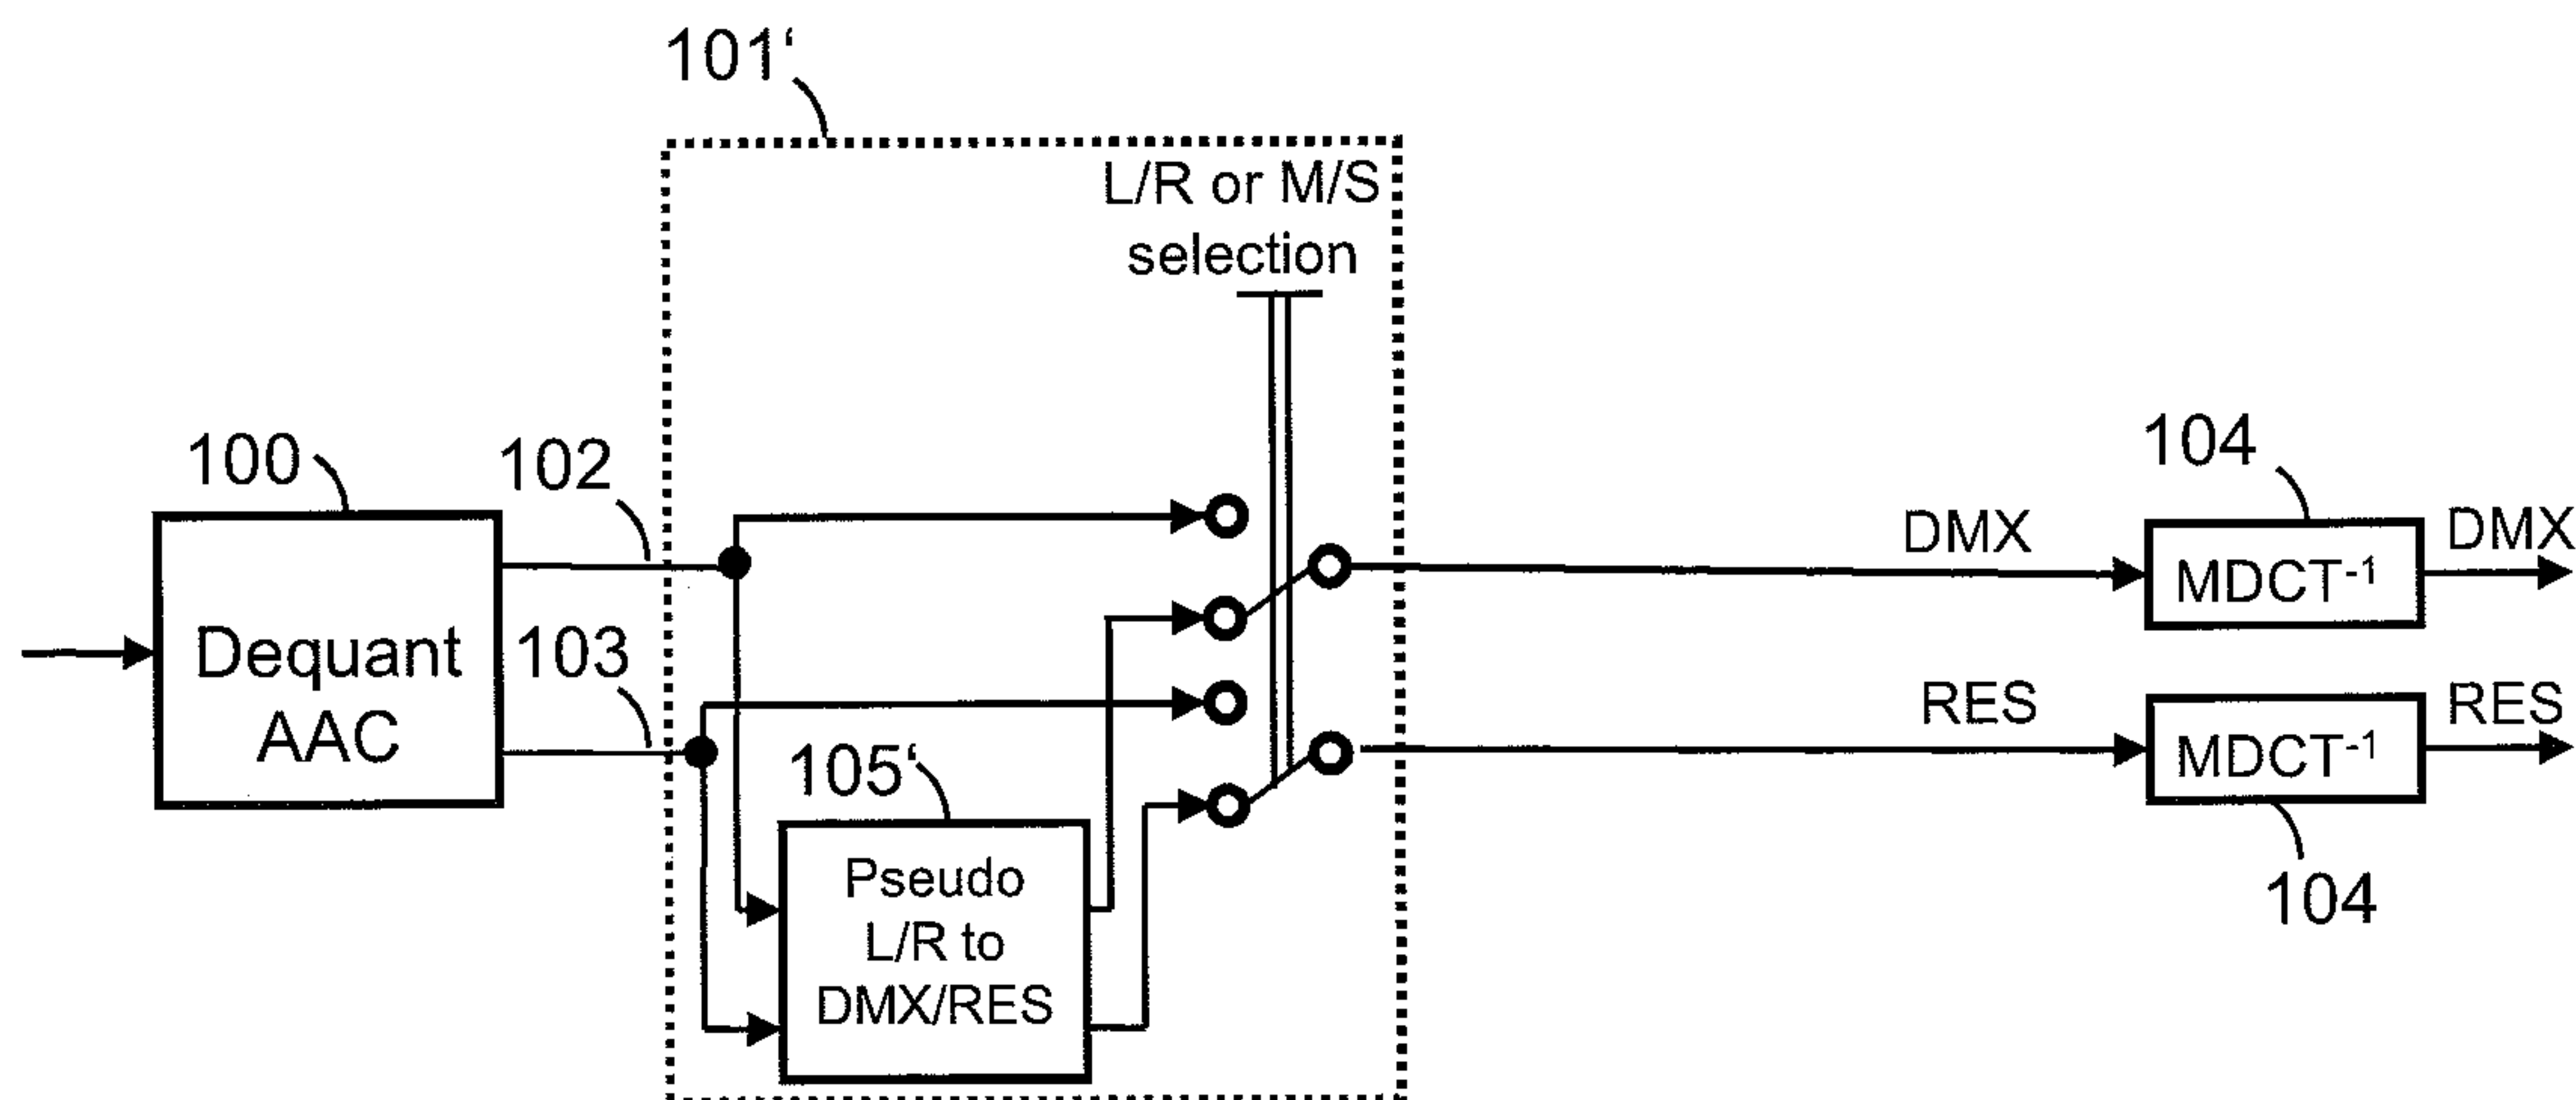 101‘
L/R or M/S
selection
100
102
103
Dequant
AAC
105‘
Pseudo
L/R to
DMX/RES
DMX
104
MDCT-1
DMX
RES
MDCT-1
RES
104